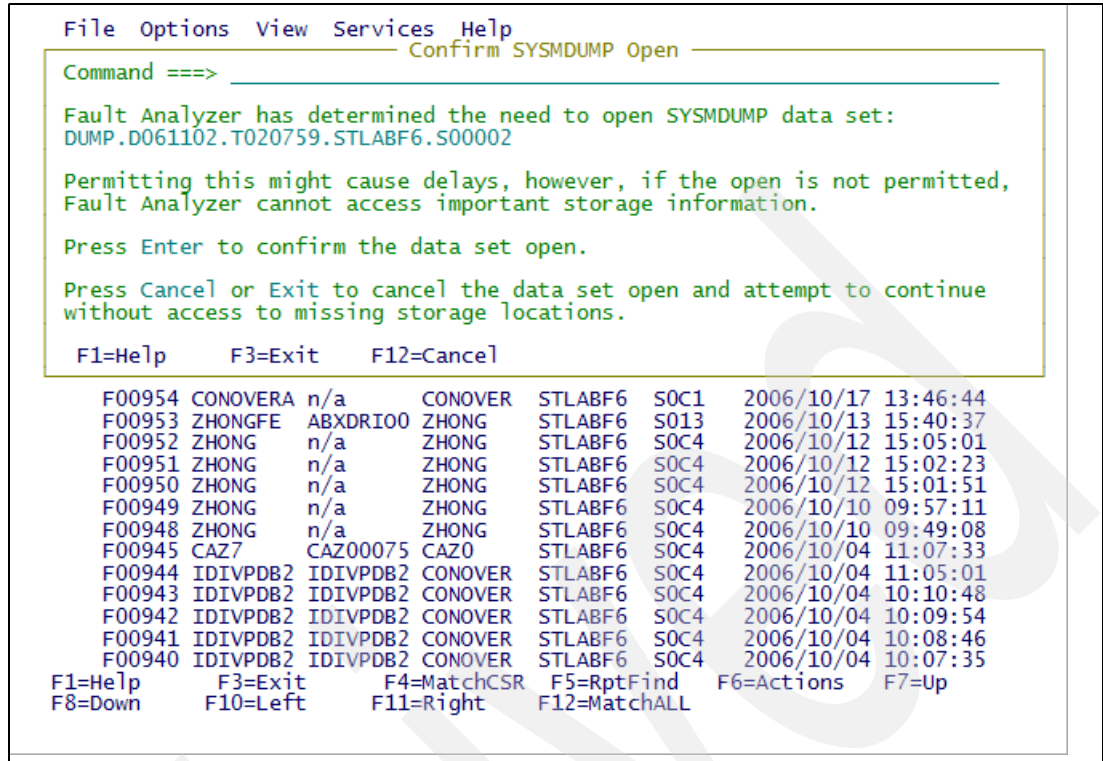 File  Options  View  Services  Help
Confirm SYSMDUMP Open
Command ===>
Fault Analyzer has determined the need to open SYSMDUMP data set:
DUMP.D061102.T020759.STLABF6.S00002
Permitting this might cause delays, however, if the open is not permitted,
Fault Analyzer cannot access important storage information.
Press Enter to confirm the data set open.
Press Cancel or Exit to cancel the data set open and attempt to continue
without access to missing storage locations.
F1=Help      F3=Exit      F12=Cancel
F00954 CONOVERA n/a      CONOVER  STLABF6  S0C1   2006/10/17 13:46:44
F00953 ZHONGFE  ABXDRIO0 ZHONG    STLABF6  S013   2006/10/13 15:40:37
F00952 ZHONG    n/a      ZHONG    STLABF6  S0C4   2006/10/12 15:05:01
F00951 ZHONG    n/a      ZHONG    STLABF6  S0C4   2006/10/12 15:02:23
F00950 ZHONG    n/a      ZHONG    STLABF6  S0C4   2006/10/12 15:01:51
F00949 ZHONG    n/a      ZHONG    STLABF6  S0C4   2006/10/10 09:57:11
F00948 ZHONG    n/a      ZHONG    STLABF6  S0C4   2006/10/10 09:49:08
F00945 CAZ7     CAZ00075 CAZ0     STLABF6  S0C4   2006/10/04 11:07:33
F00944 IDIVPDB2 IDIVPDB2 CONOVER  STLABF6  S0C4   2006/10/04 11:05:01
F00943 IDIVPDB2 IDIVPDB2 CONOVER  STLABF6  S0C4   2006/10/04 10:10:48
F00942 IDIVPDB2 IDIVPDB2 CONOVER  STLABF6  S0C4   2006/10/04 10:09:54
F00941 IDIVPDB2 IDIVPDB2 CONOVER  STLABF6  S0C4   2006/10/04 10:08:46
F00940 IDIVPDB2 IDIVPDB2 CONOVER  STLABF6  S0C4   2006/10/04 10:07:35
F1=Help      F3=Exit      F4=MatchCSR  F5=RptFind   F6=Actions   F7=Up
F8=Down      F10=Left     F11=Right    F12=MatchALL